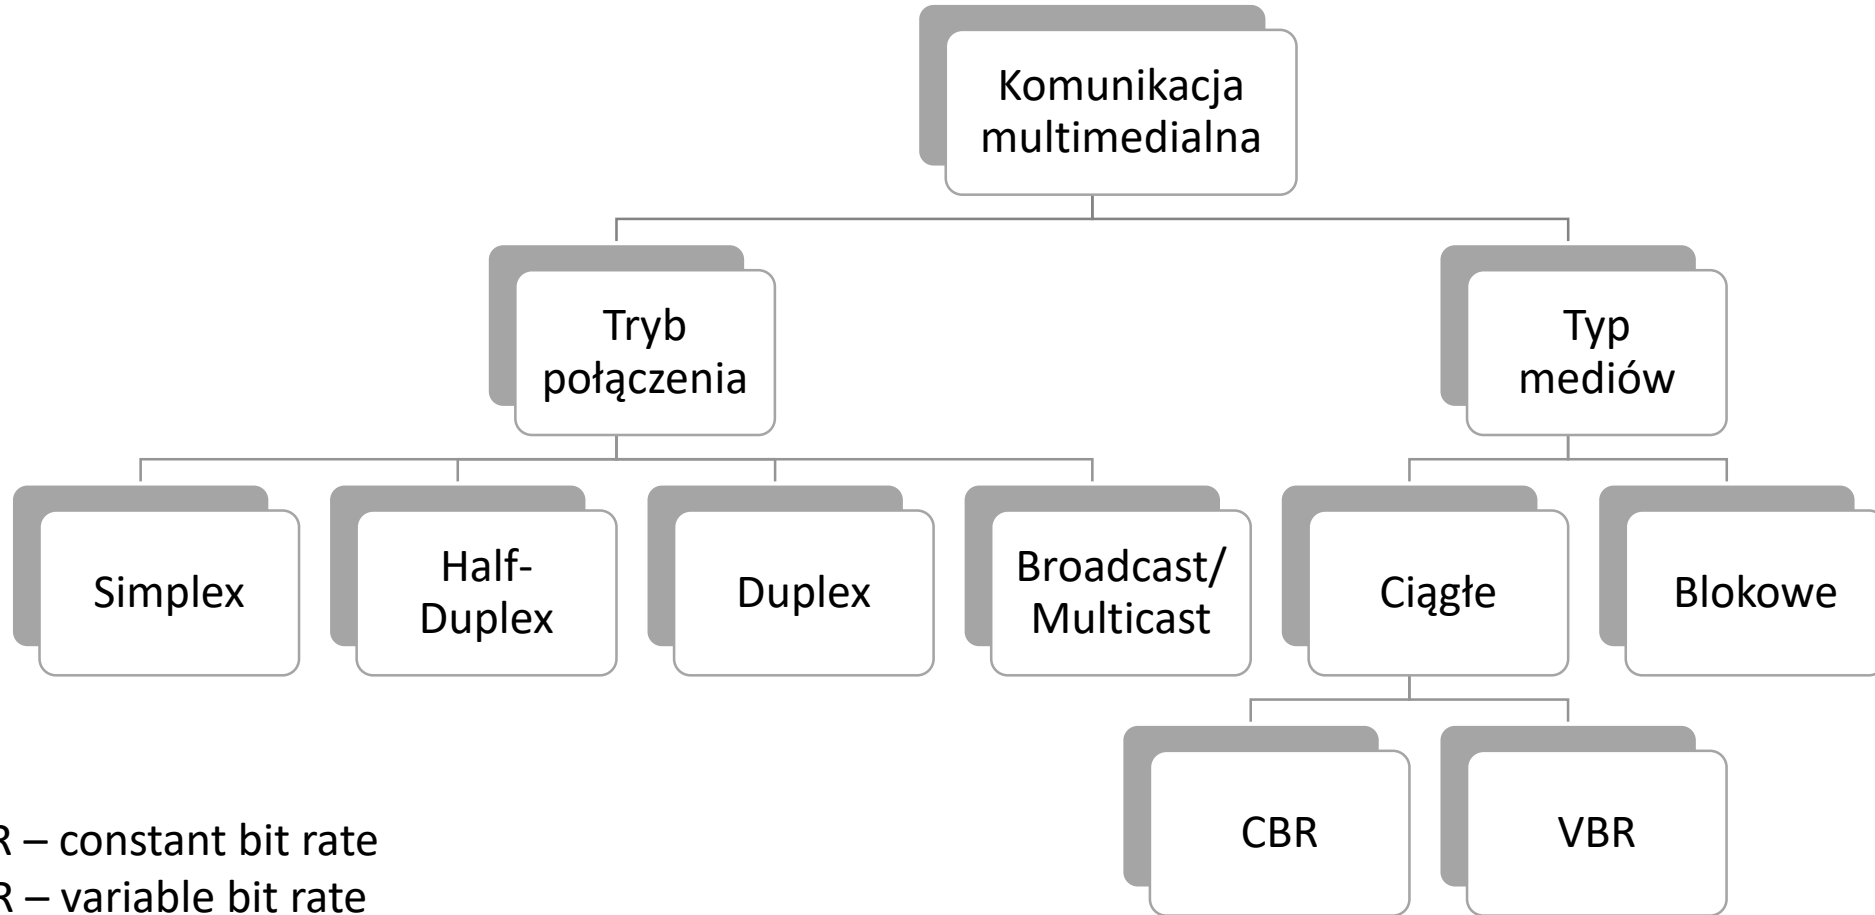 Komunikacja
multimedialna
Tryb
połączenia
Typ
mediów
Simplex
Half-
Duplex
Duplex
Broadcast/
Multicast
Ciągłe
Blokowe
CBR
VBR
R – constant bit rate
R – variable bit rate